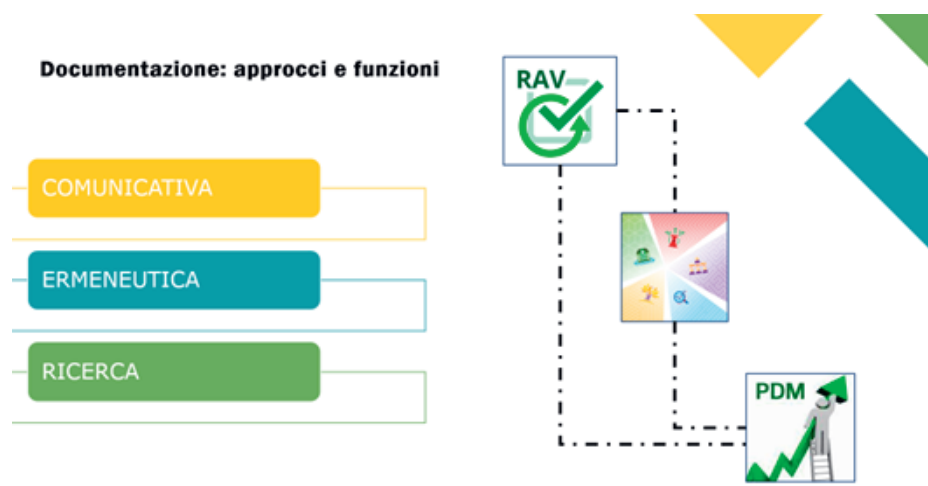 Documentazione: approcci e funzioni
COMUNICATIVA
ERMENEUTICA
RICERCA
RAV
PDM